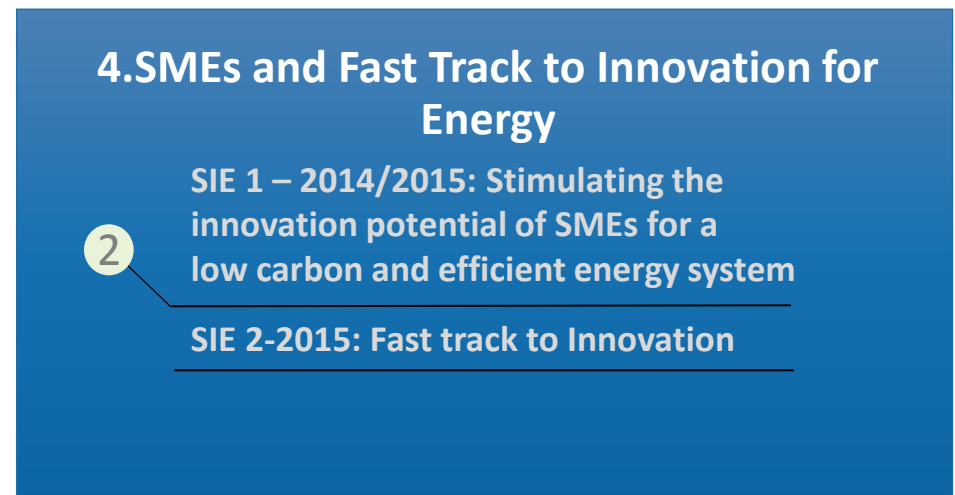 4.SMEs and Fast Track to Innovation for
Energy
SIE 1 – 2014/2015: Stimulating the
innovation potential of SMEs for a
2
low carbon and efficient energy system
SIE 2-2015: Fast track to Innovation